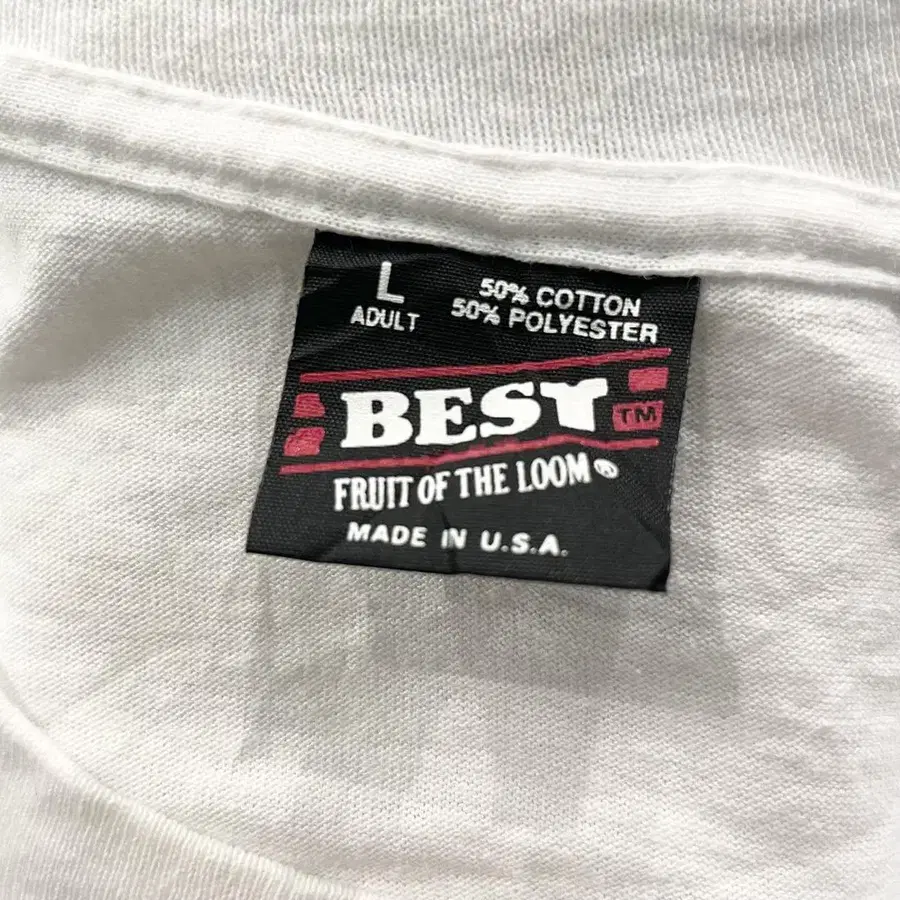 L
ADULT
50% COTTON
50% POLYESTER
BEST
TM
FRUIT OF THE LOOM®
MADE IN U.S.A.